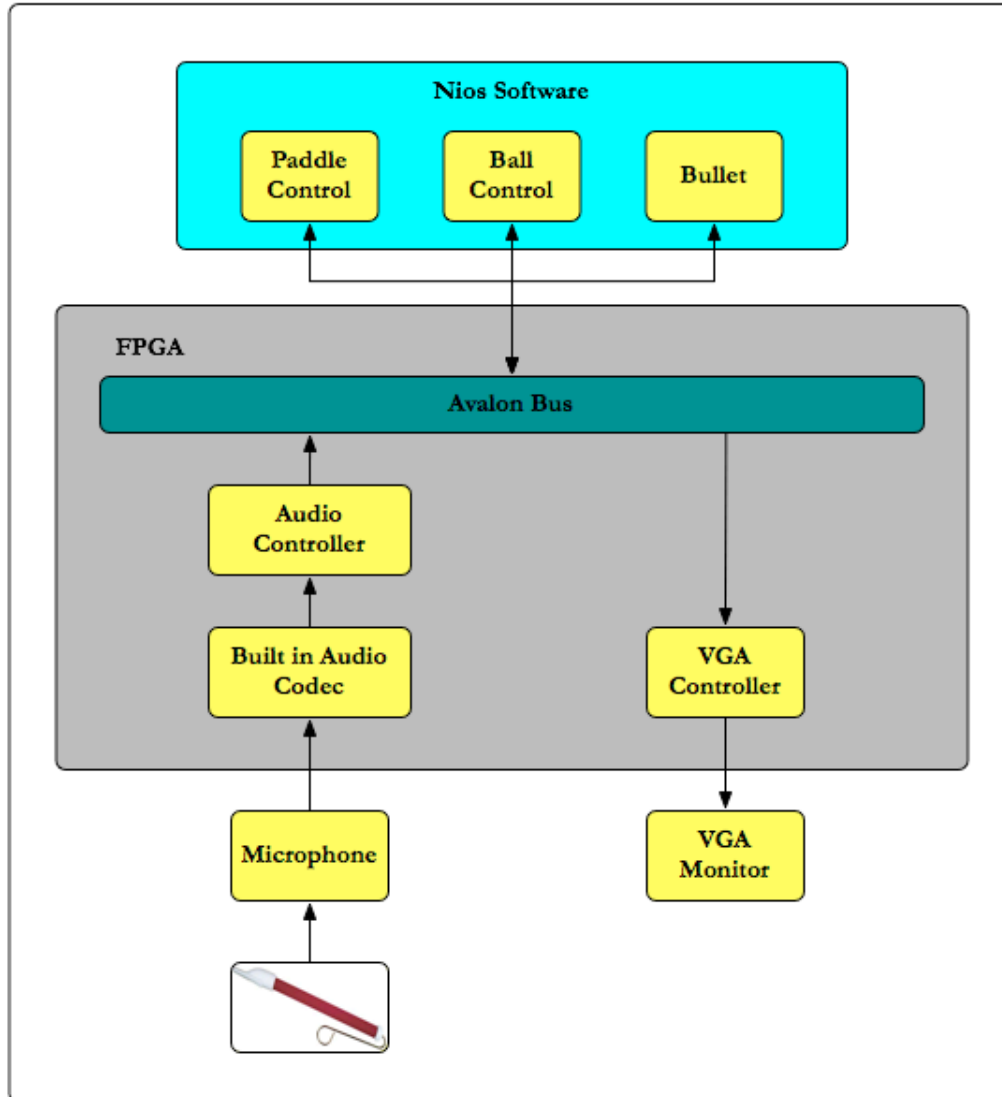 Nios Software
Paddle
Control
Ball
Control
Bullet
FPGA
Avalon Bus
Audio
Controller
Built in Audio
Codec
VGA
Controller
Microphone
VGA
Monitor